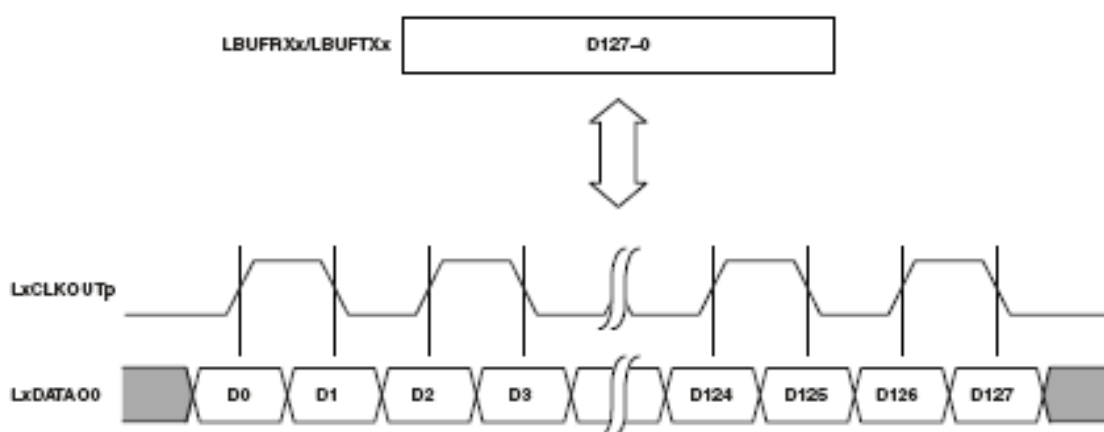 LBUFRXx/LBUFTXx D127–0
LxCLKOUTp
LxDATAO0 D0 D1 D2 D3 D124 D125 D126 D127